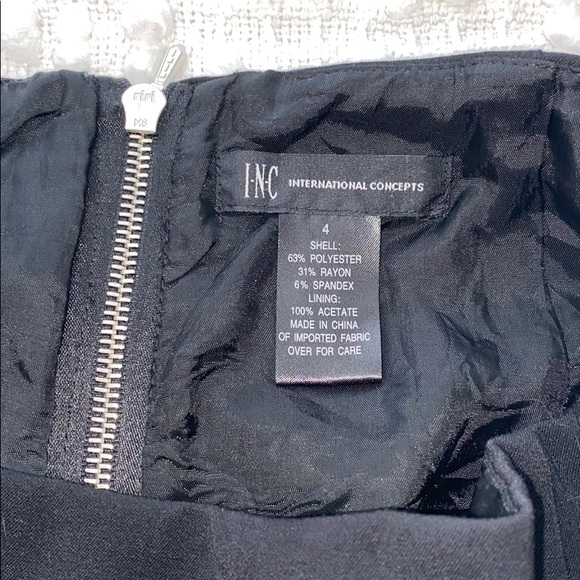 I·N·C INTERNATIONAL CONCEPTS
4
SHELL:
63% POLYESTER
31% RAYON
6% SPANDEX
LINING:
100% ACETATE
MADE IN CHINA
OF IMPORTED FABRIC
OVER FOR CARE